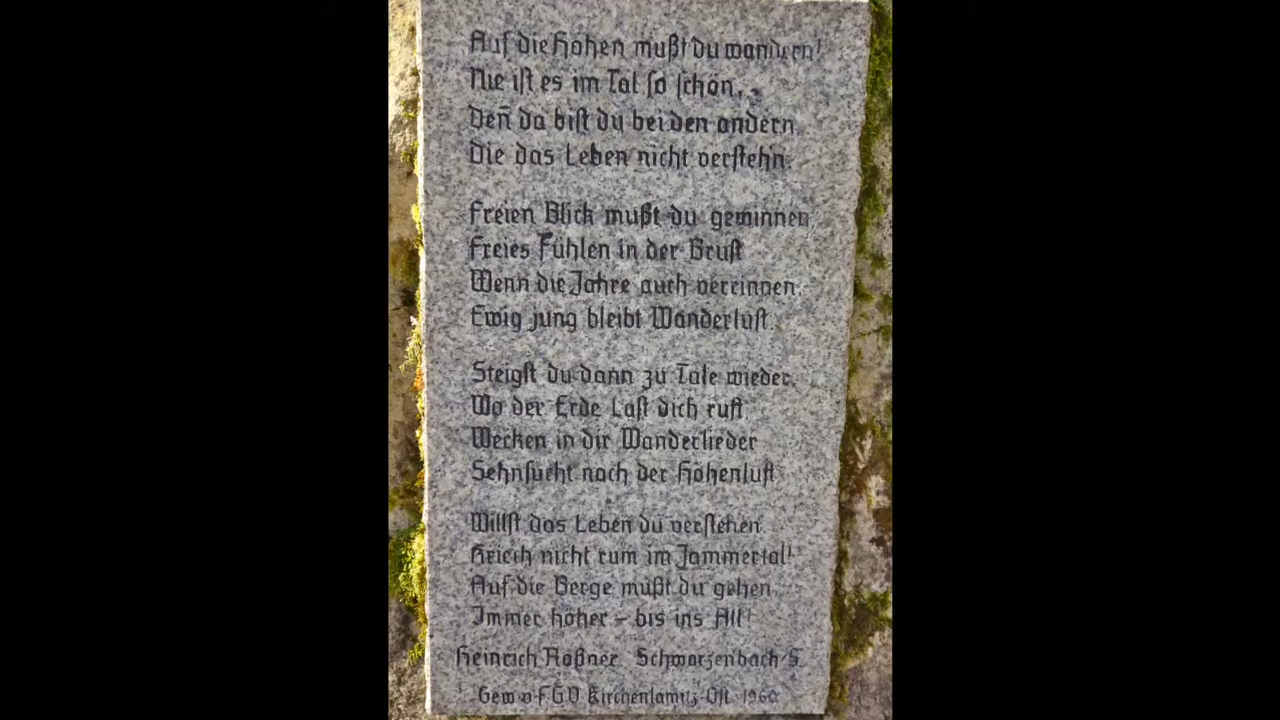 Auf die Höhen mußt du wandern!
Nie ist es im Tal so schön,
Den̄ da bist du bei den andern,
Die das Leben nicht verstehn.
Freien Blick mußt du gewinnen,
Freies Fühlen in der Brust
Wenn die Jahre auch verrinnen,
Ewig jung bleibt Wanderlust.
Steigst du dann zu Tale wieder,
Wo der Erde Last dich ruft,
Wecken in dir Wanderlieder
Sehnsucht nach der Höhenluft
Willst das Leben du verstehen
Kriech nicht rum im Jammertal!
Auf die Berge mußt du gehen
Immer höher – bis ins All!
Heinrich Roßner Schwarzenbach/S.
Gew. v. FGV Kirchenlamitz-Ost 1960